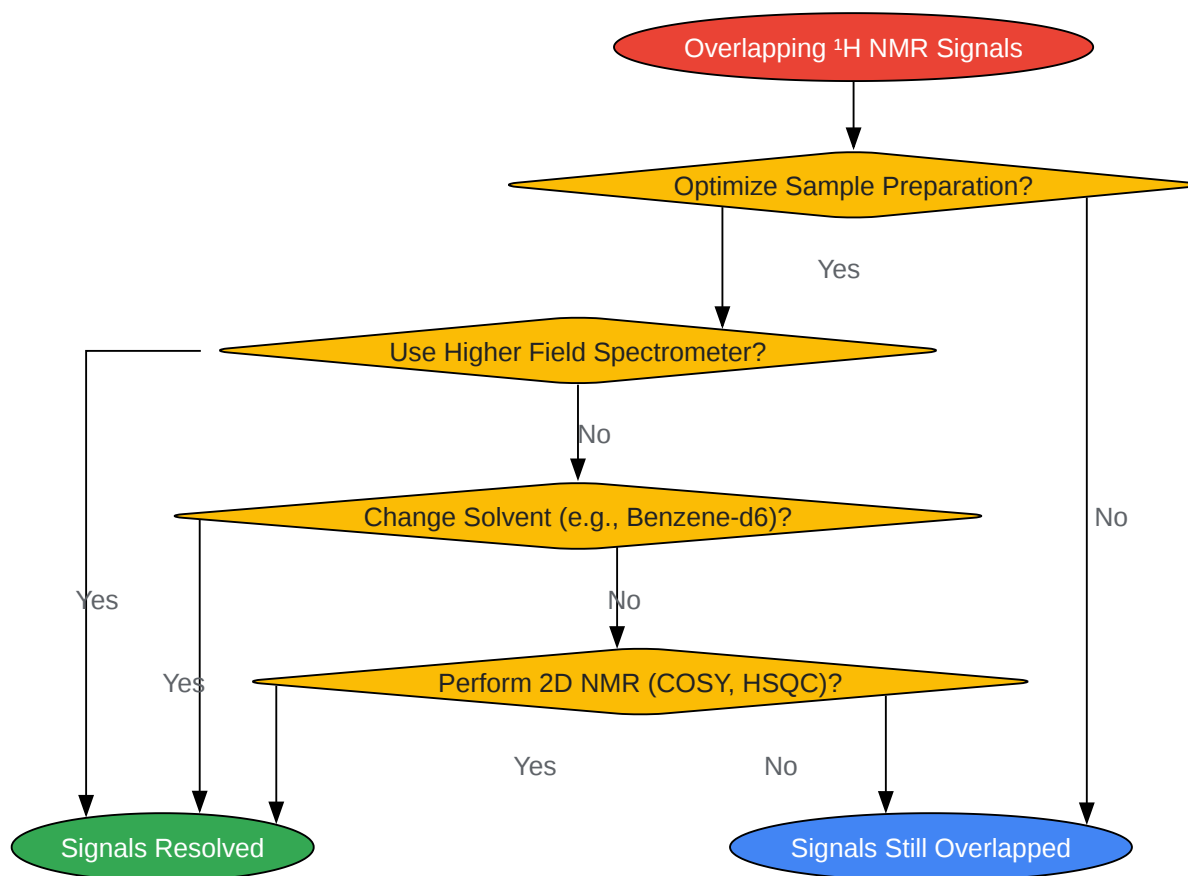 Overlapping ¹H NMR Signals
Optimize Sample Preparation?
Yes
Use Higher Field Spectrometer?
No
Change Solvent (e.g., Benzene-d6)?
No
Yes
No
Yes
Perform 2D NMR (COSY, HSQC)?
Yes
No
Signals Resolved
Signals Still Overlapped